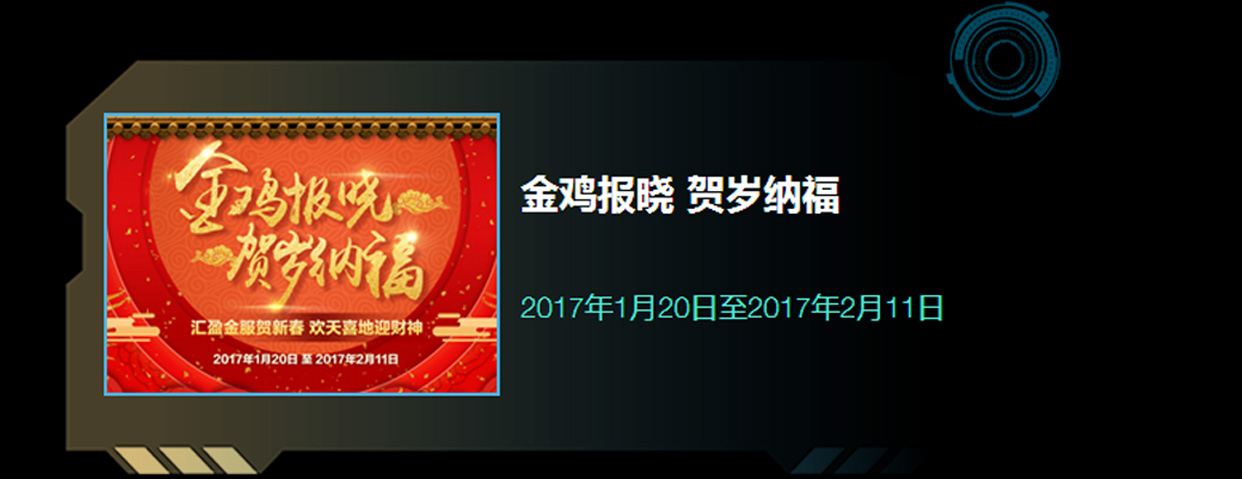 金鸡报晓
贺岁纳福
汇盈金服贺新春 欢天喜地迎财神
2017年1月20日 至 2017年2月11日
金鸡报晓 贺岁纳福
2017年1月20日至2017年2月11日